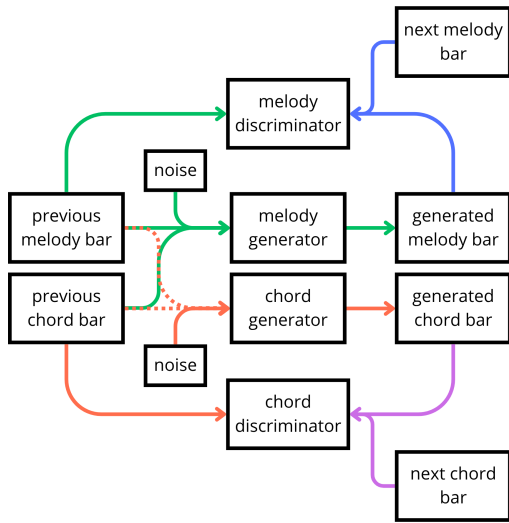 next melody
bar
melody
discriminator
noise
previous
melody bar
melody
generator
generated
melody bar
previous
chord bar
chord
generator
generated
chord bar
noise
chord
discriminator
next chord
bar